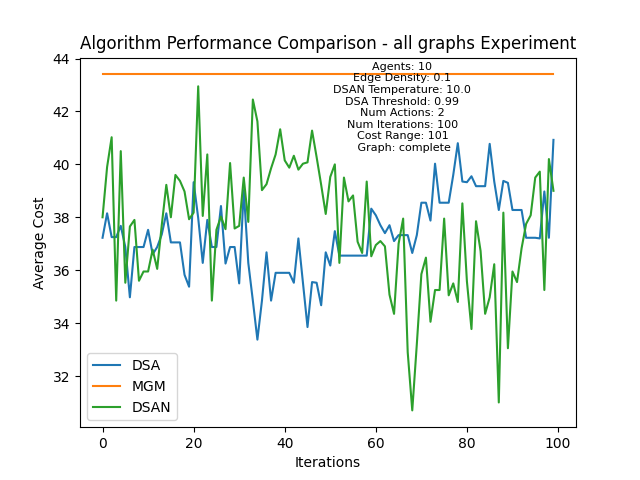 Algorithm Performance Comparison - all graphs Experiment
Agents: 10
Edge Density: 0.1
DSAN Temperature: 10.0
DSA Threshold: 0.99
Num Actions: 2
Num Iterations: 100
Cost Range: 101
Graph: complete
Average Cost
44
42
40
38
36
34
32
DSA
MGM
DSAN
0 20 40 60 80 100
Iterations